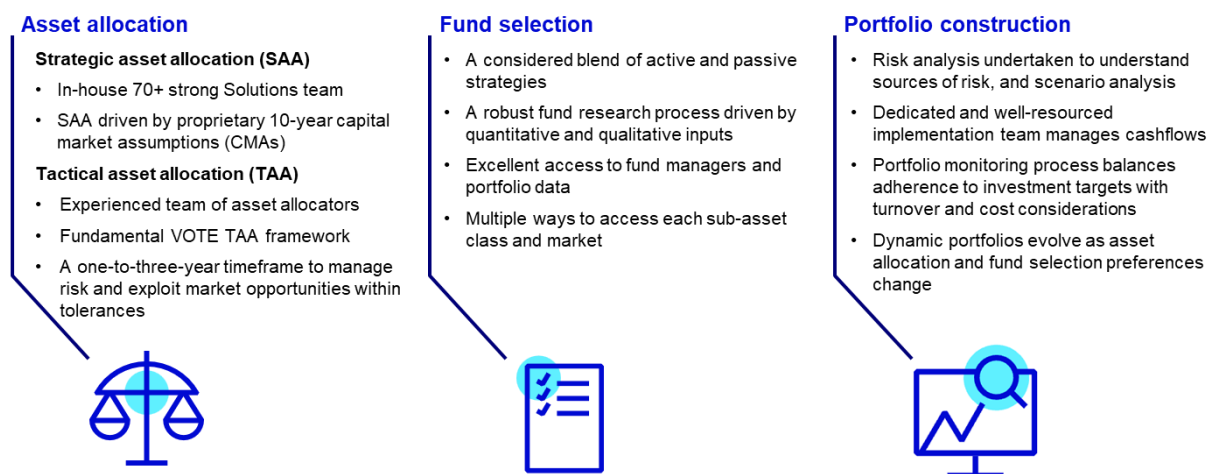 Asset allocation
Strategic asset allocation (SAA)
• In-house 70+ strong Solutions team
• SAA driven by proprietary 10-year capital
market assumptions (CMAs)
Tactical asset allocation (TAA)
• Experienced team of asset allocators
• Fundamental VOTE TAA framework
• A one-to-three-year timeframe to manage
risk and exploit market opportunities within
tolerances
Fund selection
• A considered blend of active and passive
strategies
• A robust fund research process driven by
quantitative and qualitative inputs
• Excellent access to fund managers and
portfolio data
• Multiple ways to access each sub-asset
class and market
Portfolio construction
• Risk analysis undertaken to understand
sources of risk, and scenario analysis
• Dedicated and well-resourced
implementation team manages cashflows
• Portfolio monitoring process balances
adherence to investment targets with
turnover and cost considerations
• Dynamic portfolios evolve as asset
allocation and fund selection preferences
change